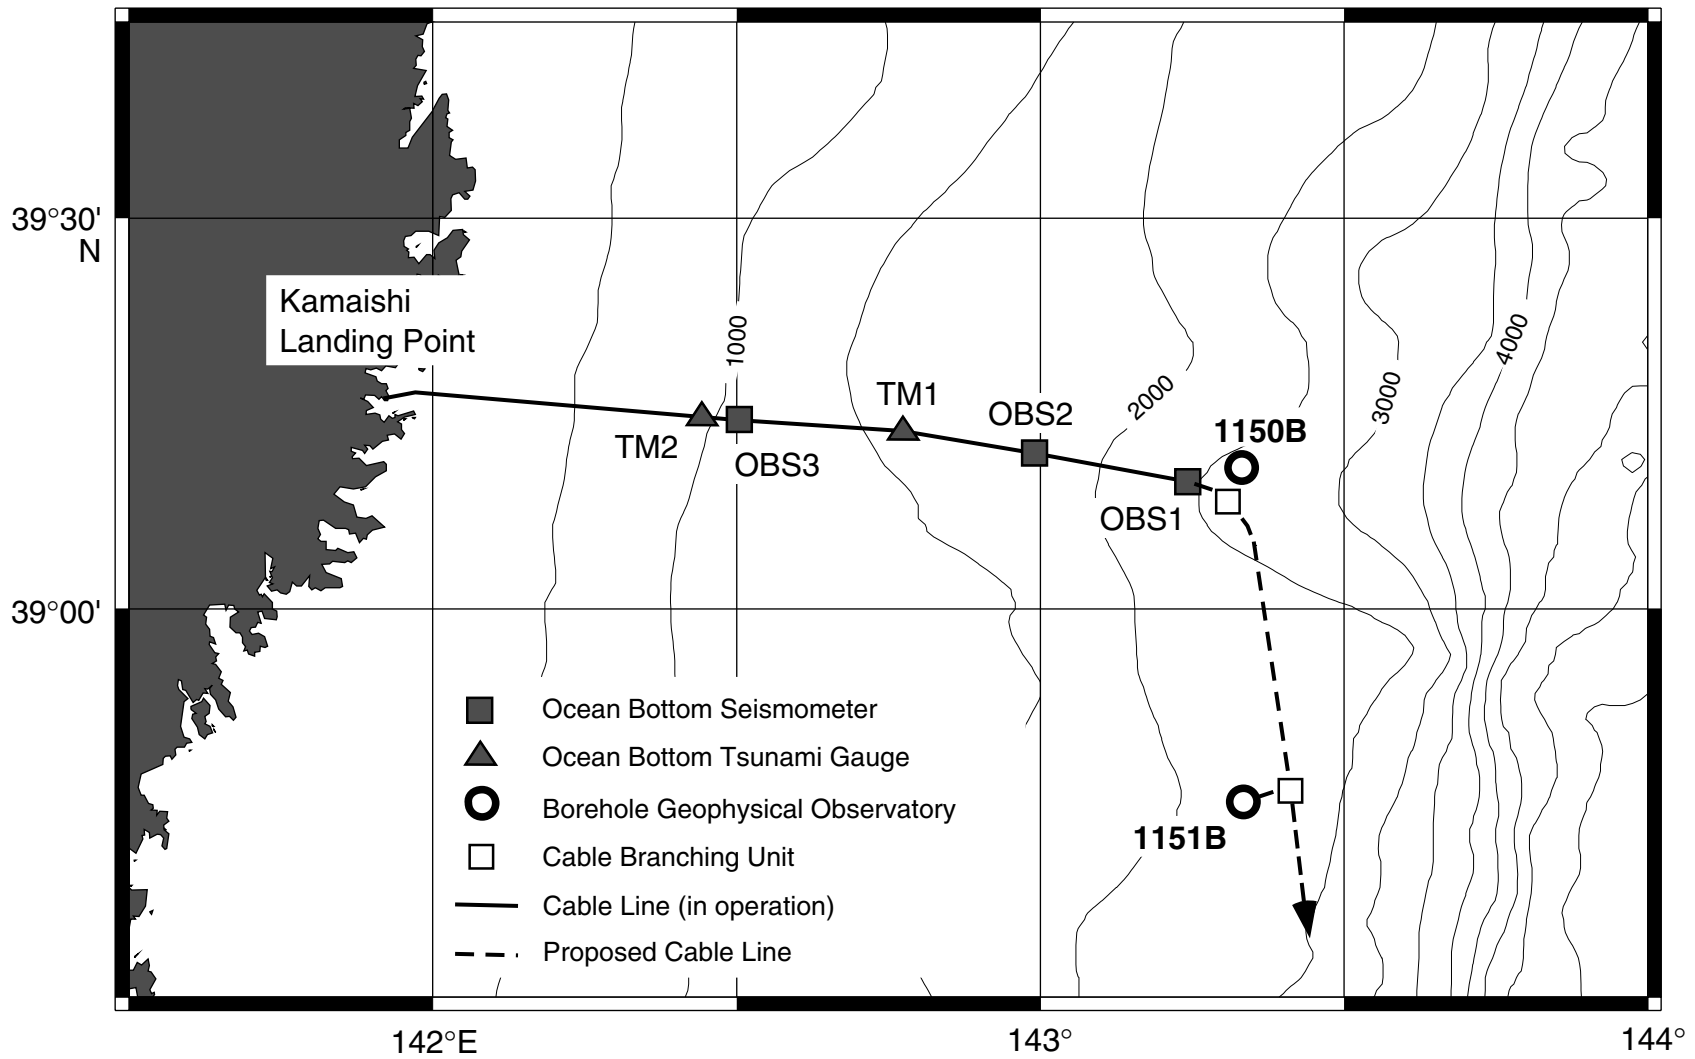 39°30'
N
Kamaishi
Landing Point
1000
4000
2000
3000
TM1
OBS2
1150B
TM2
OBS3
OBS1
39°00'
Ocean Bottom Seismometer
Ocean Bottom Tsunami Gauge
Borehole Geophysical Observatory
1151B
Cable Branching Unit
Cable Line (in operation)
Proposed Cable Line
142°E
143°
144°